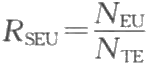 R_SEU = N_EU / N_TE